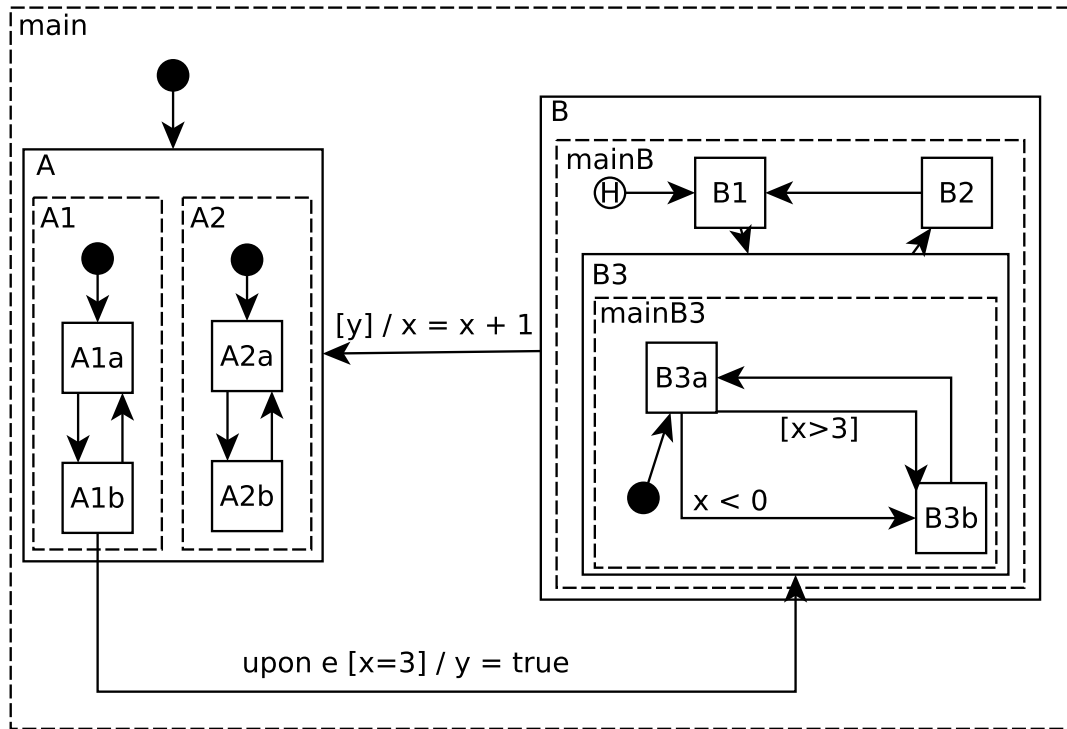 main
A
A1
A2
A1a
A2a
A1b
A2b
[y] / x = x + 1
B
mainB
H
B1
B2
B3
mainB3
B3a
[x>3]
x < 0
B3b
upon e [x=3] / y = true